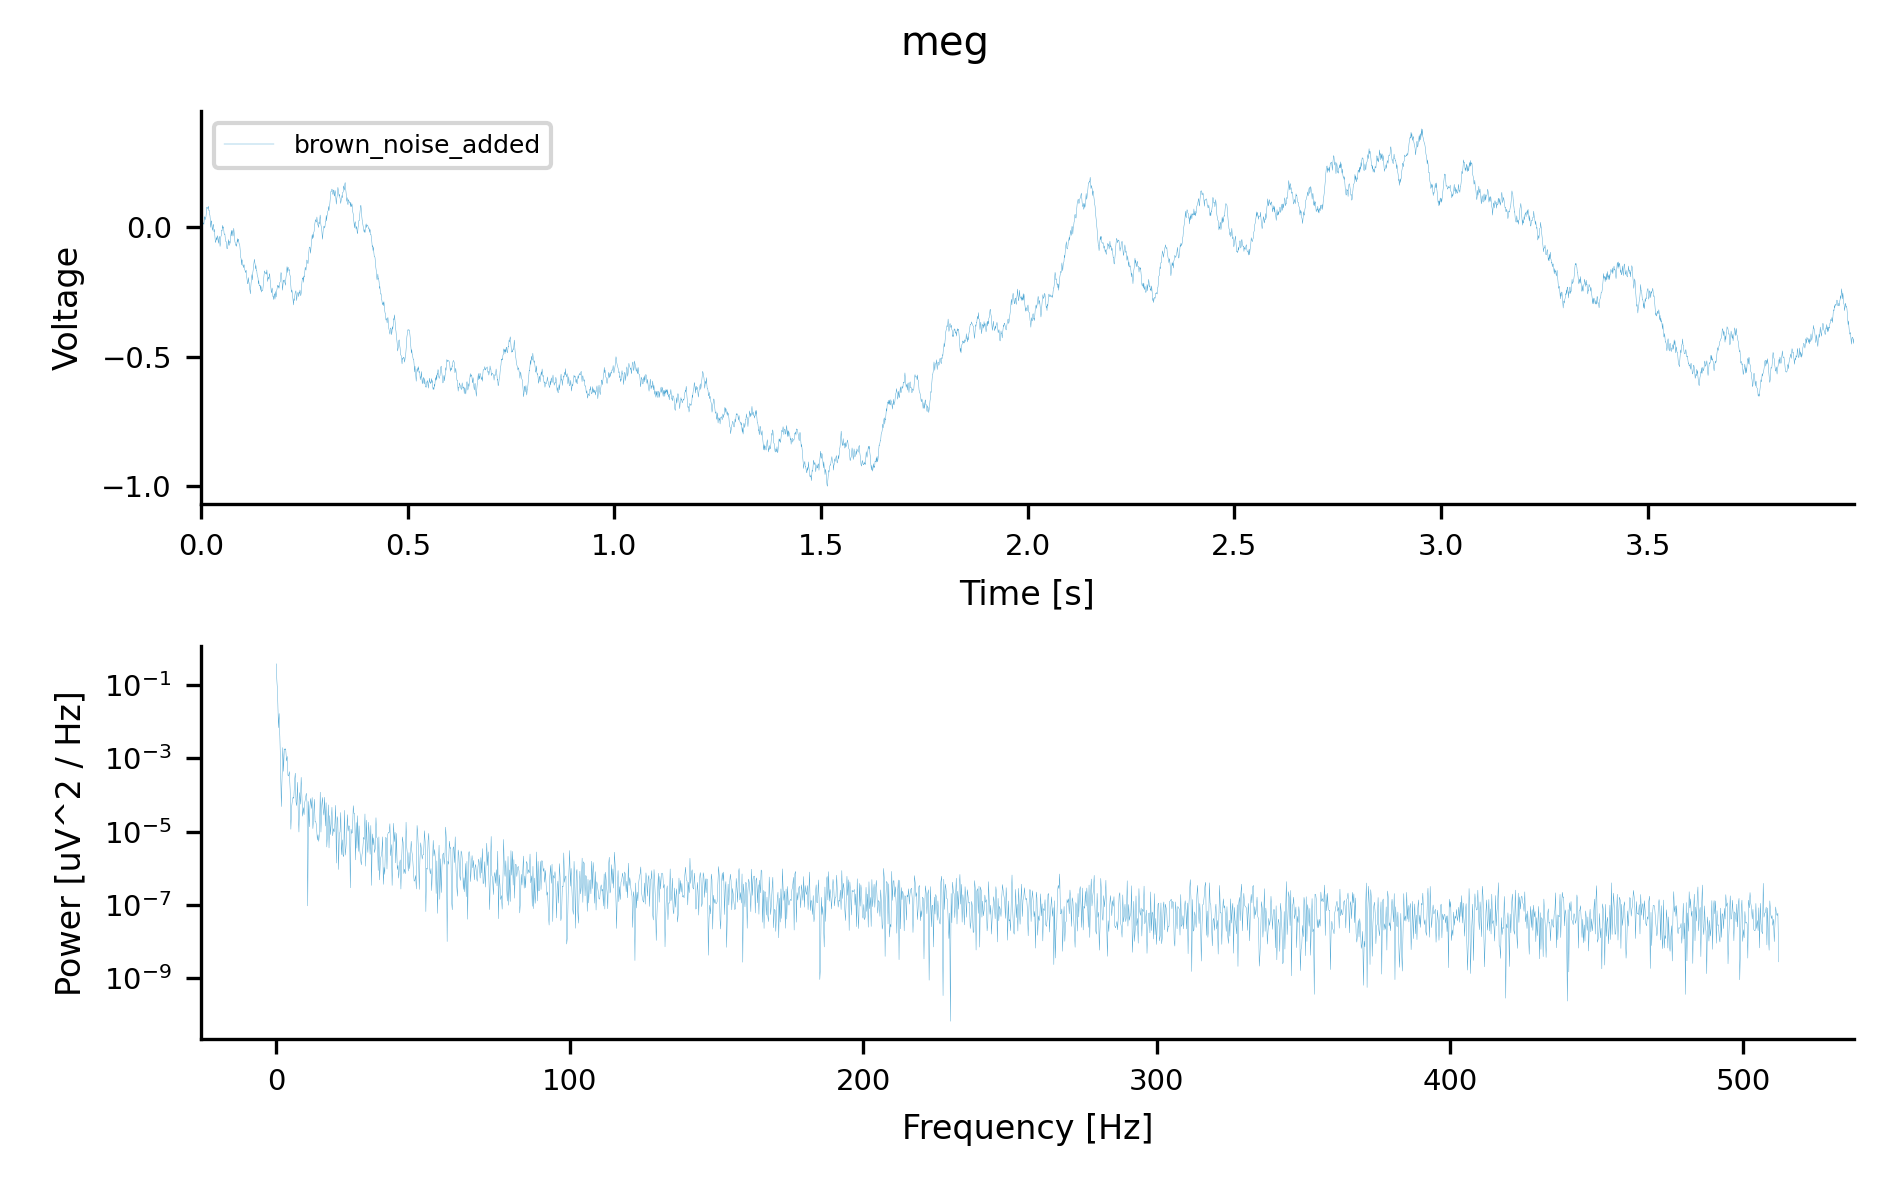 meg
brown_noise_added
Voltage
0.0
−0.5
−1.0
0.0 0.5 1.0 1.5 2.0 2.5 3.0 3.5
Time [s]
Power [uV^2 / Hz]
10⁻¹
10⁻³
10⁻⁵
10⁻⁷
10⁻⁹
0 100 200 300 400 500
Frequency [Hz]